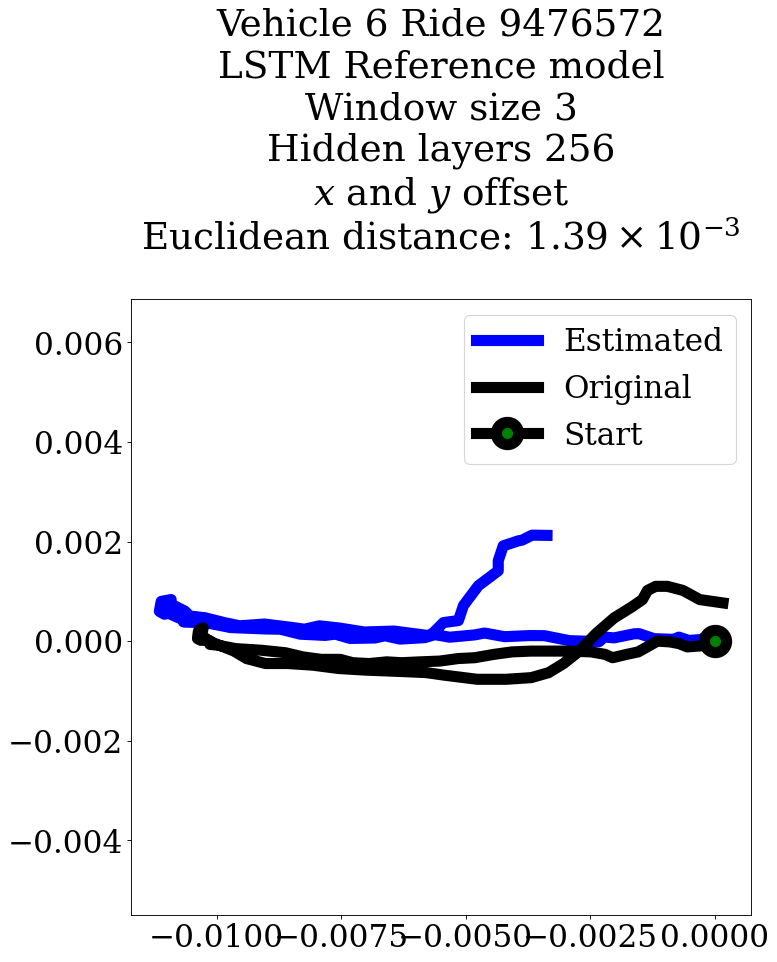 Vehicle 6 Ride 9476572
LSTM Reference model
Window size 3
Hidden layers 256
x and y offset
Euclidean distance: 1.39 × 10⁻³
Estimated
Original
Start
0.006
0.004
0.002
0.000
−0.002
−0.004
−0.0100 −0.0075 −0.0050 −0.0025 0.0000